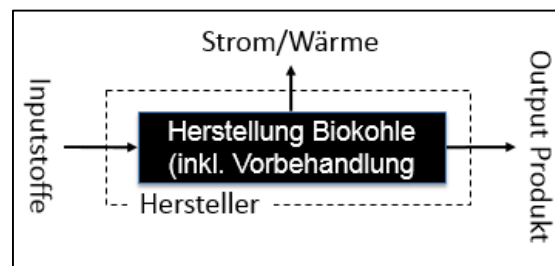 Strom/Wärme
Inputstoffe
Herstellung Biokohle
(inkl. Vorbehandlung
Output Produkt
Hersteller